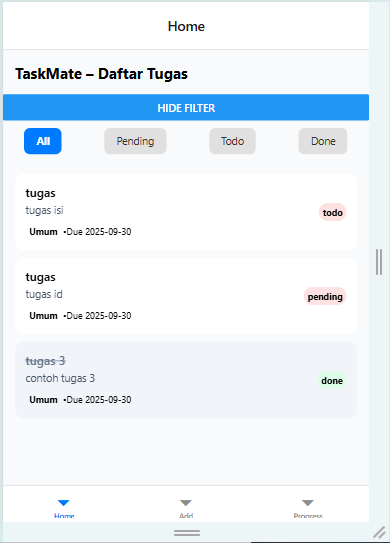 Home
TaskMate – Daftar Tugas
HIDE FILTER
All Pending Todo Done
tugas
tugas isi
todo
Umum •Due 2025-09-30
tugas
tugas id
pending
Umum •Due 2025-09-30
tugas 3
contoh tugas 3
done
Umum •Due 2025-09-30
Home Add Progress